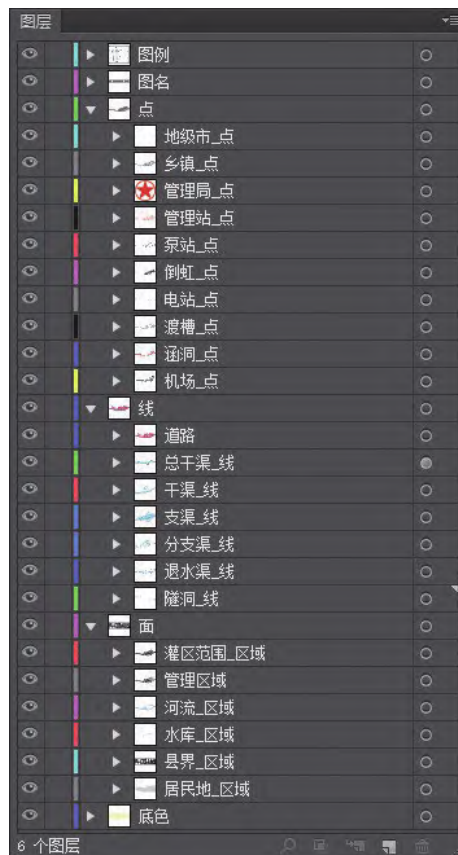 图层
图例
图名
点
地级市_点
乡镇_点
管理局_点
管理站_点
泵站_点
倒虹_点
电站_点
渡槽_点
涵洞_点
机场_点
线
道路
总干渠_线
干渠_线
支渠_线
分支渠_线
退水渠_线
隧洞_线
面
灌区范围_区域
管理区域
河流_区域
水库_区域
县界_区域
居民地_区域
底色
6 个图层